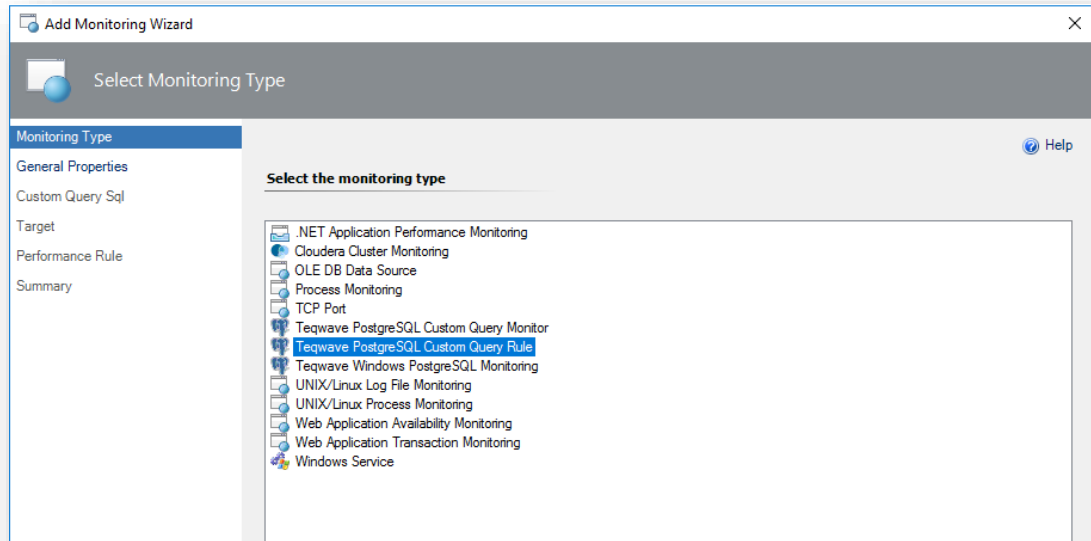 Add Monitoring Wizard
Select Monitoring Type
Monitoring Type
General Properties
Custom Query Sql
Target
Performance Rule
Summary
Help
Select the monitoring type
.NET Application Performance Monitoring
Cloudera Cluster Monitoring
OLE DB Data Source
Process Monitoring
TCP Port
Teqwave PostgreSQL Custom Query Monitor
Teqwave PostgreSQL Custom Query Rule
Teqwave Windows PostgreSQL Monitoring
UNIX/Linux Log File Monitoring
UNIX/Linux Process Monitoring
Web Application Availability Monitoring
Web Application Transaction Monitoring
Windows Service